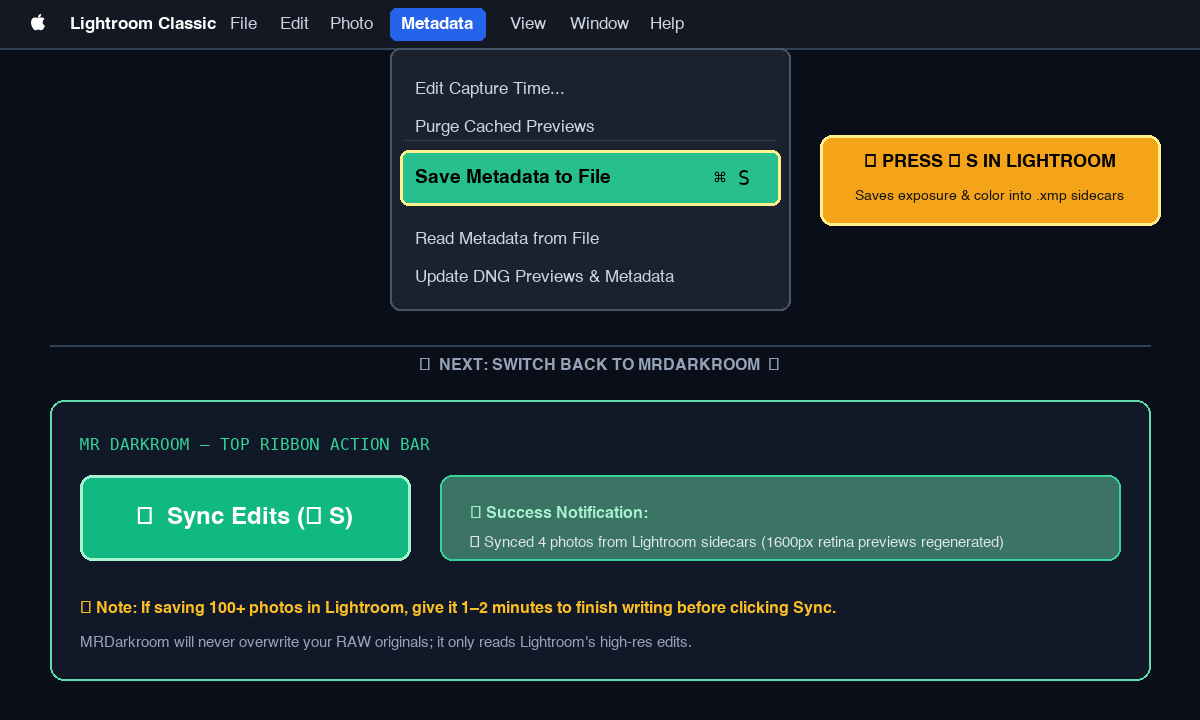 Lightroom Classic File Edit Photo Metadata View Window Help
Edit Capture Time...
Purge Cached Previews
Save Metadata to File ⌘ S
Read Metadata from File
Update DNG Previews & Metadata
PRESS S IN LIGHTROOM
Saves exposure & color into .xmp sidecars
NEXT: SWITCH BACK TO MRDARKROOM
MR DARKROOM — TOP RIBBON ACTION BAR
Sync Edits ( S)
Success Notification:
Synced 4 photos from Lightroom sidecars (1600px retina previews regenerated)
Note: If saving 100+ photos in Lightroom, give it 1–2 minutes to finish writing before clicking Sync.
MRDarkroom will never overwrite your RAW originals; it only reads Lightroom's high-res edits.